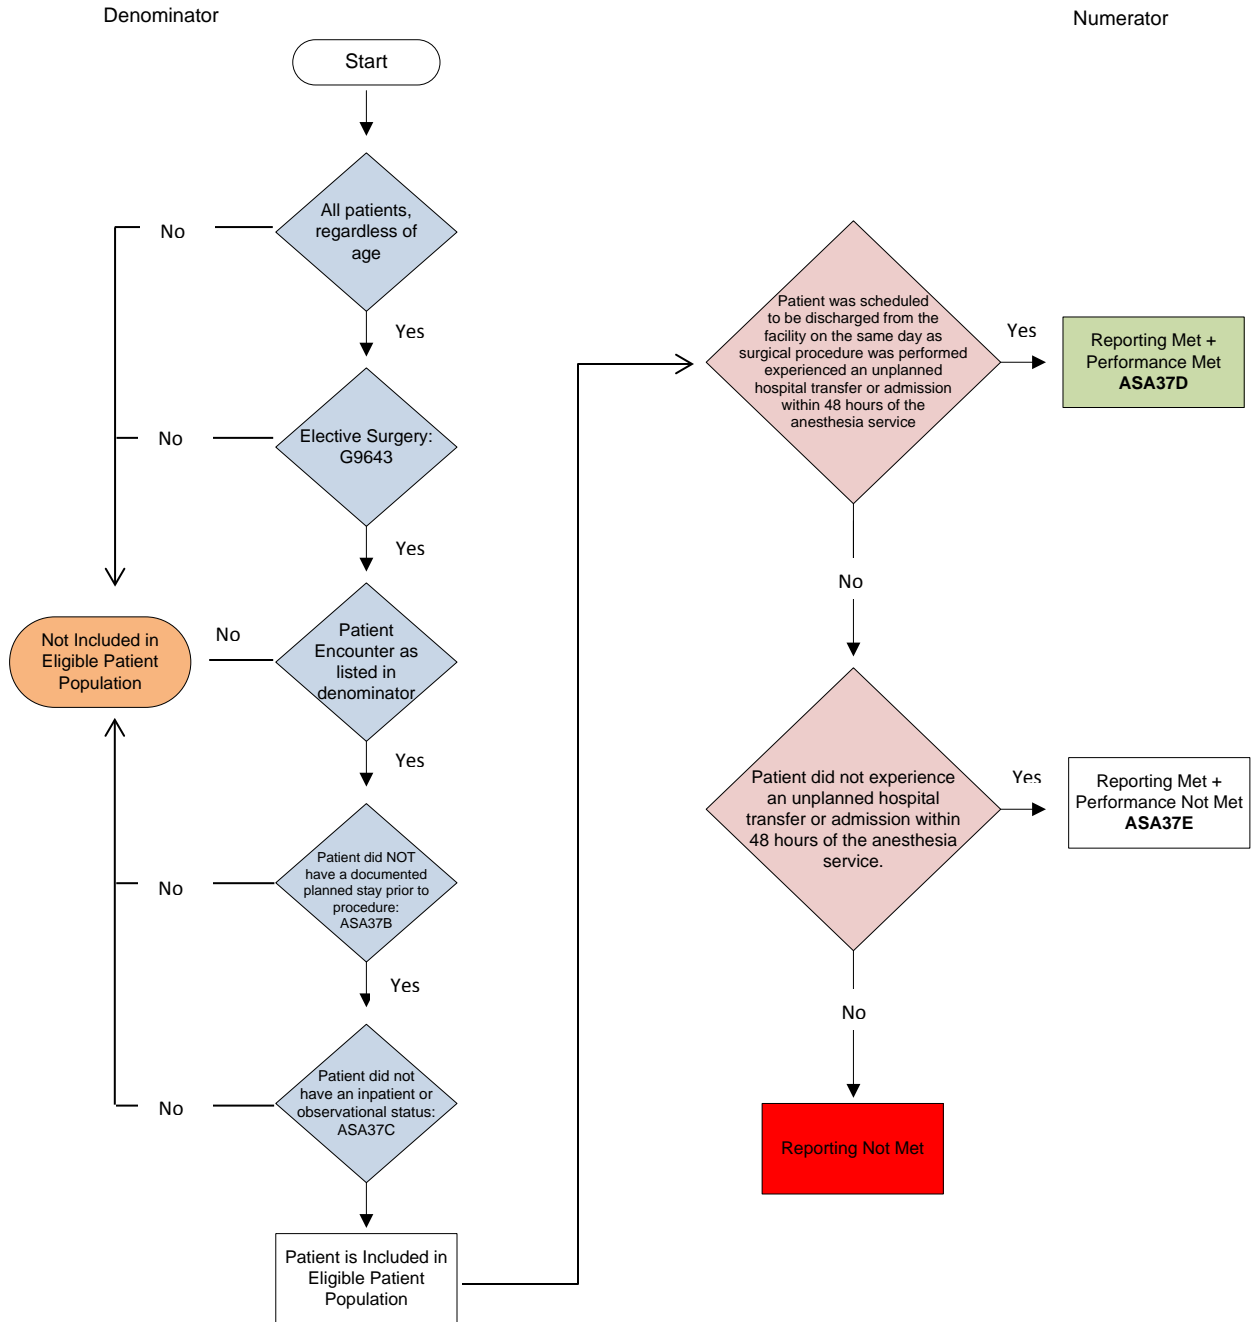 Denominator
Numerator
Start
All patients,
regardless of
age
No
Yes
Elective Surgery:
G9643
No
Yes
Patient
Encounter as
listed in
denominator
No
Not Included in
Eligible Patient
Population
Yes
Patient did NOT
have a documented
planned stay prior to
procedure:
ASA37B
No
Yes
Patient did not
have an inpatient or
observational status:
ASA37C
No
Patient is Included in
Eligible Patient
Population
Patient was scheduled
to be discharged from the
facility on the same day as
surgical procedure was performed
experienced an unplanned
hospital transfer or admission
within 48 hours of the
anesthesia service
Yes
Reporting Met +
Performance Met
ASA37D
No
Patient did not experience
an unplanned hospital
transfer or admission within
48 hours of the anesthesia
service.
Yes
Reporting Met +
Performance Not Met
ASA37E
No
Reporting Not Met